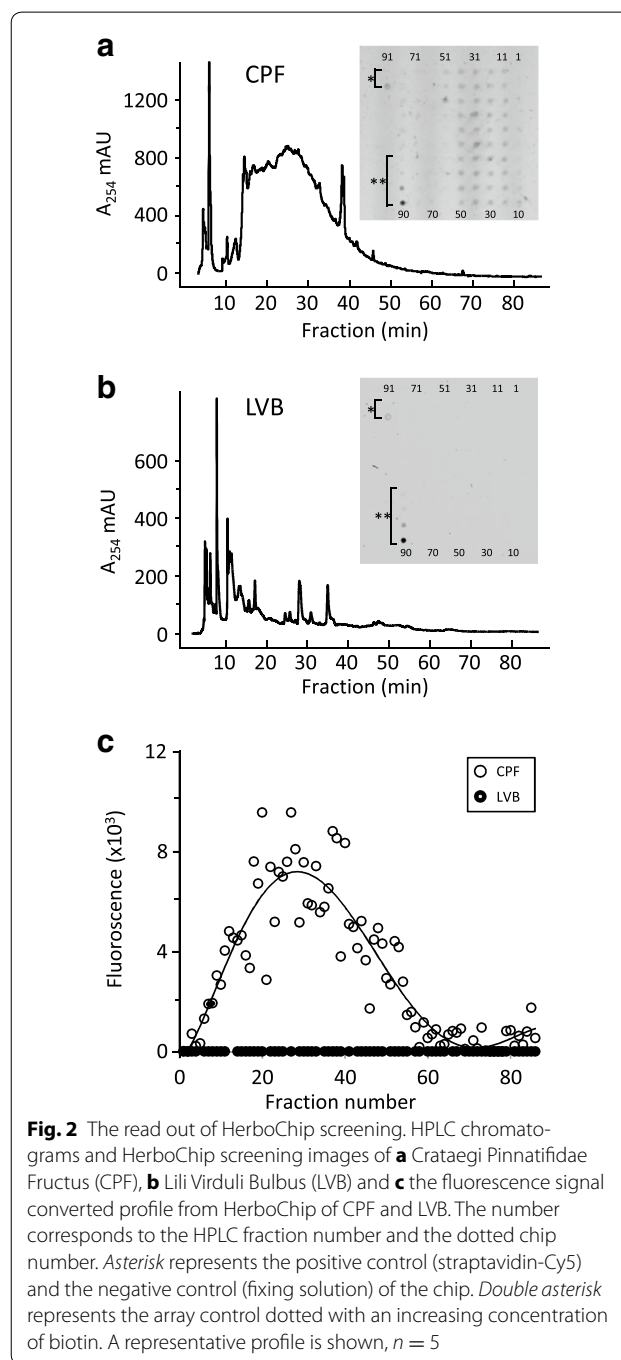 a
CPF
A254 mAU
1200
800
400
0
10 20 30 40 50 60 70 80
Fraction (min)
91 71 51 31 11 1
*
**
90 70 50 30 10
b
LVB
A254 mAU
600
400
200
0
10 20 30 40 50 60 70 80
Fraction (min)
91 71 51 31 11 1
*
**
90 70 50 30 10
c
Fluoroscence (x10³)
12
8
4
0
0 20 40 60 80
Fraction number
CPF
LVB
Fig. 2 The read out of HerboChip screening. HPLC chromato-
grams and HerboChip screening images of a Crataegi Pinnatifidae
Fructus (CPF), b Lili Virduli Bulbus (LVB) and c the fluorescence signal
converted profile from HerboChip of CPF and LVB. The number
corresponds to the HPLC fraction number and the dotted chip
number. Asterisk represents the positive control (straptavidin-Cy5)
and the negative control (fixing solution) of the chip. Double asterisk
represents the array control dotted with an increasing concentration
of biotin. A representative profile is shown, n = 5